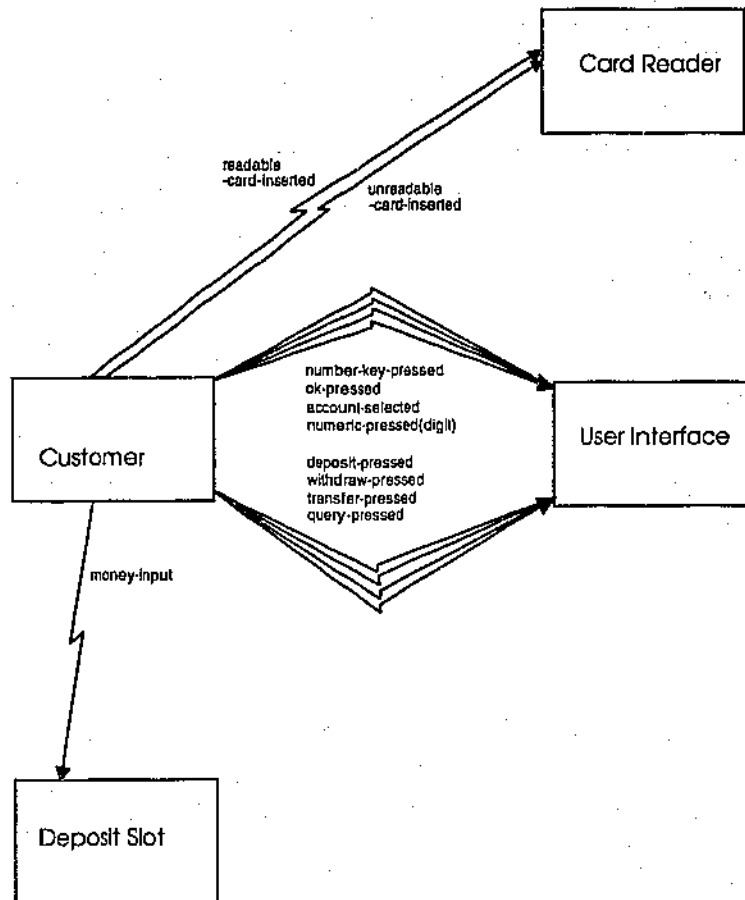 Card Reader
readable
-card-inserted
unreadable
-card-inserted
number-key-pressed
ok-pressed
account-selected
numeric-pressed(digit)
Customer
User Interface
deposit-pressed
withdraw-pressed
transfer-pressed
query-pressed
money-input
Deposit Slot